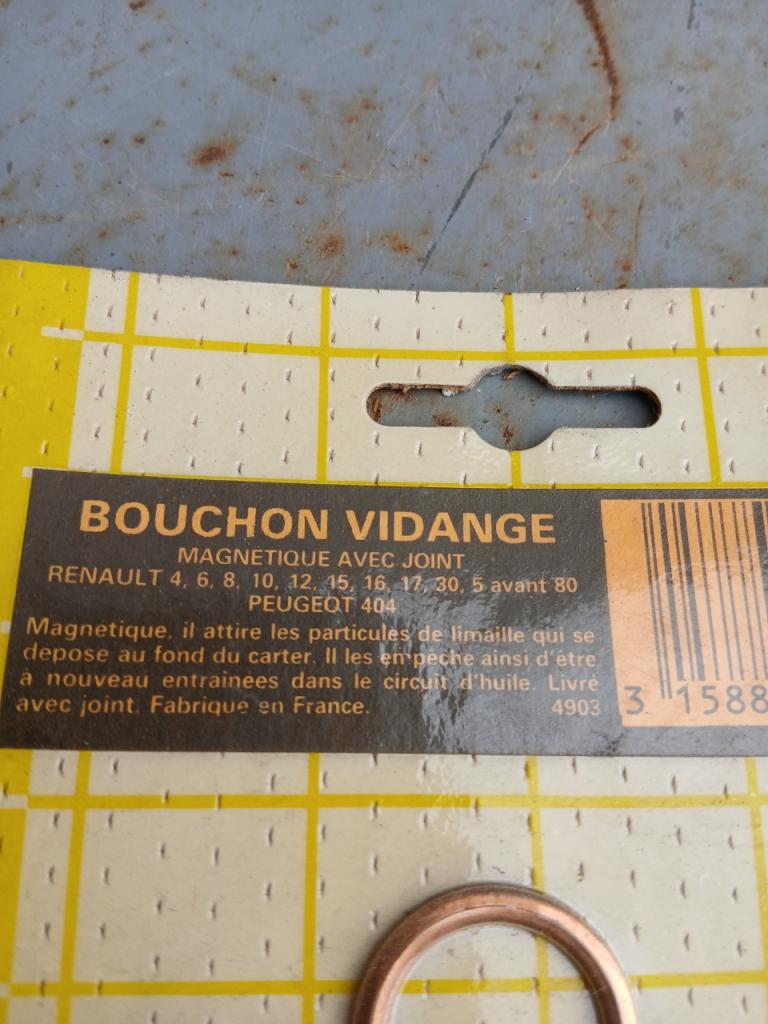 BOUCHON VIDANGE
MAGNETIQUE AVEC JOINT
RENAULT 4, 6, 8, 10, 12, 15, 16, 17, 30, 5 avant 80
PEUGEOT 404
Magnetique, il attire les particules de limaille qui se
depose au fond du carter. Il les empeche ainsi d'être
à nouveau entrainées dans le circuit d'huile. Livré
avec joint. Fabrique en France. 4903
3 1588